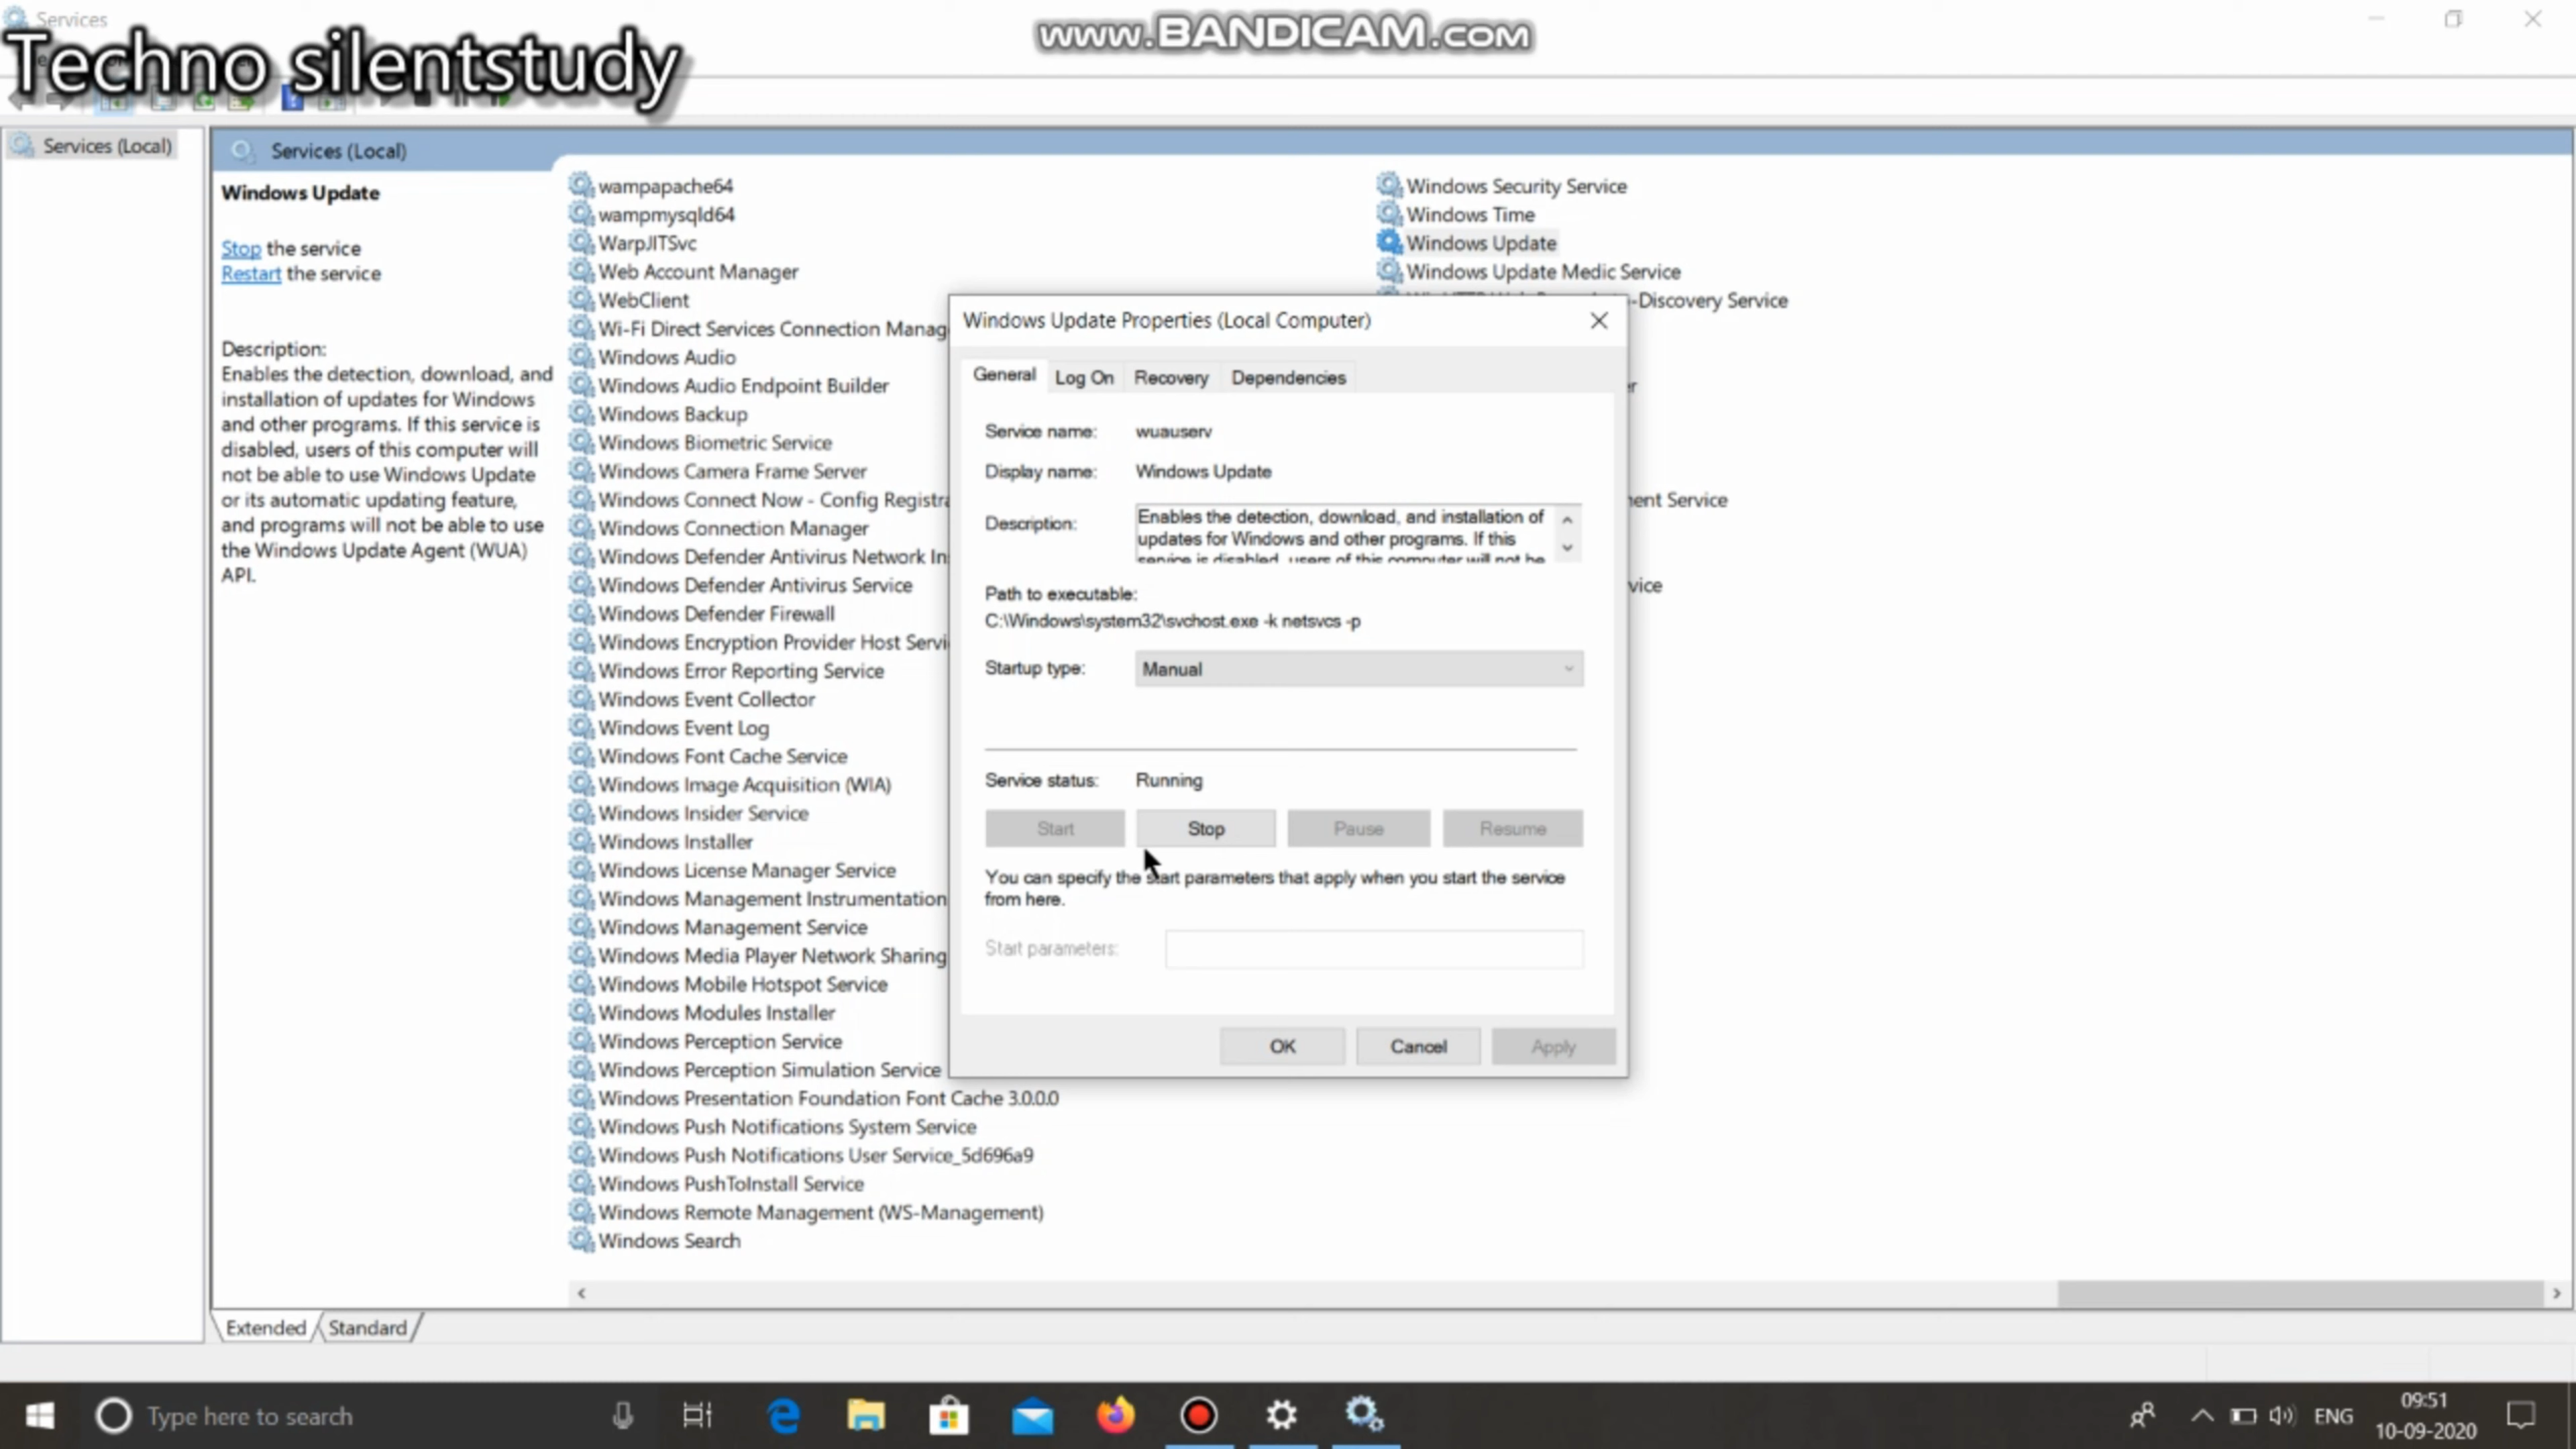 Services
Techno silentstudy
www.BANDICAM.com
Services (Local)
Services (Local)
Windows Update
Stop the service
Restart the service
Description:
Enables the detection, download, and
installation of updates for Windows
and other programs. If this service is
disabled, users of this computer will
not be able to use Windows Update
or its automatic updating feature,
and programs will not be able to use
the Windows Update Agent (WUA)
API.
wampapache64
wampmysqld64
WarpJITSvc
Web Account Manager
WebClient
Wi-Fi Direct Services Connection Manag
Windows Audio
Windows Audio Endpoint Builder
Windows Backup
Windows Biometric Service
Windows Camera Frame Server
Windows Connect Now - Config Registra
Windows Connection Manager
Windows Defender Antivirus Network In
Windows Defender Antivirus Service
Windows Defender Firewall
Windows Encryption Provider Host Servi
Windows Error Reporting Service
Windows Event Collector
Windows Event Log
Windows Font Cache Service
Windows Image Acquisition (WIA)
Windows Insider Service
Windows Installer
Windows License Manager Service
Windows Management Instrumentation
Windows Management Service
Windows Media Player Network Sharing
Windows Mobile Hotspot Service
Windows Modules Installer
Windows Perception Service
Windows Perception Simulation Service
Windows Presentation Foundation Font Cache 3.0.0.0
Windows Push Notifications System Service
Windows Push Notifications User Service_5d696a9
Windows PushToInstall Service
Windows Remote Management (WS-Management)
Windows Search
Windows Security Service
Windows Time
Windows Update
Windows Update Medic Service
-Discovery Service
er
ment Service
vice
Windows Update Properties (Local Computer)
General Log On Recovery Dependencies
Service name: wuauserv
Display name: Windows Update
Description: Enables the detection, download, and installation of
updates for Windows and other programs. If this
service is disabled, users of this computer will not be
Path to executable:
C:\Windows\system32\svchost.exe -k netsvcs -p
Startup type: Manual
Service status: Running
Start Stop Pause Resume
You can specify the start parameters that apply when you start the service
from here.
Start parameters:
OK Cancel Apply
Extended Standard
Type here to search
ENG
09:51
10-09-2020